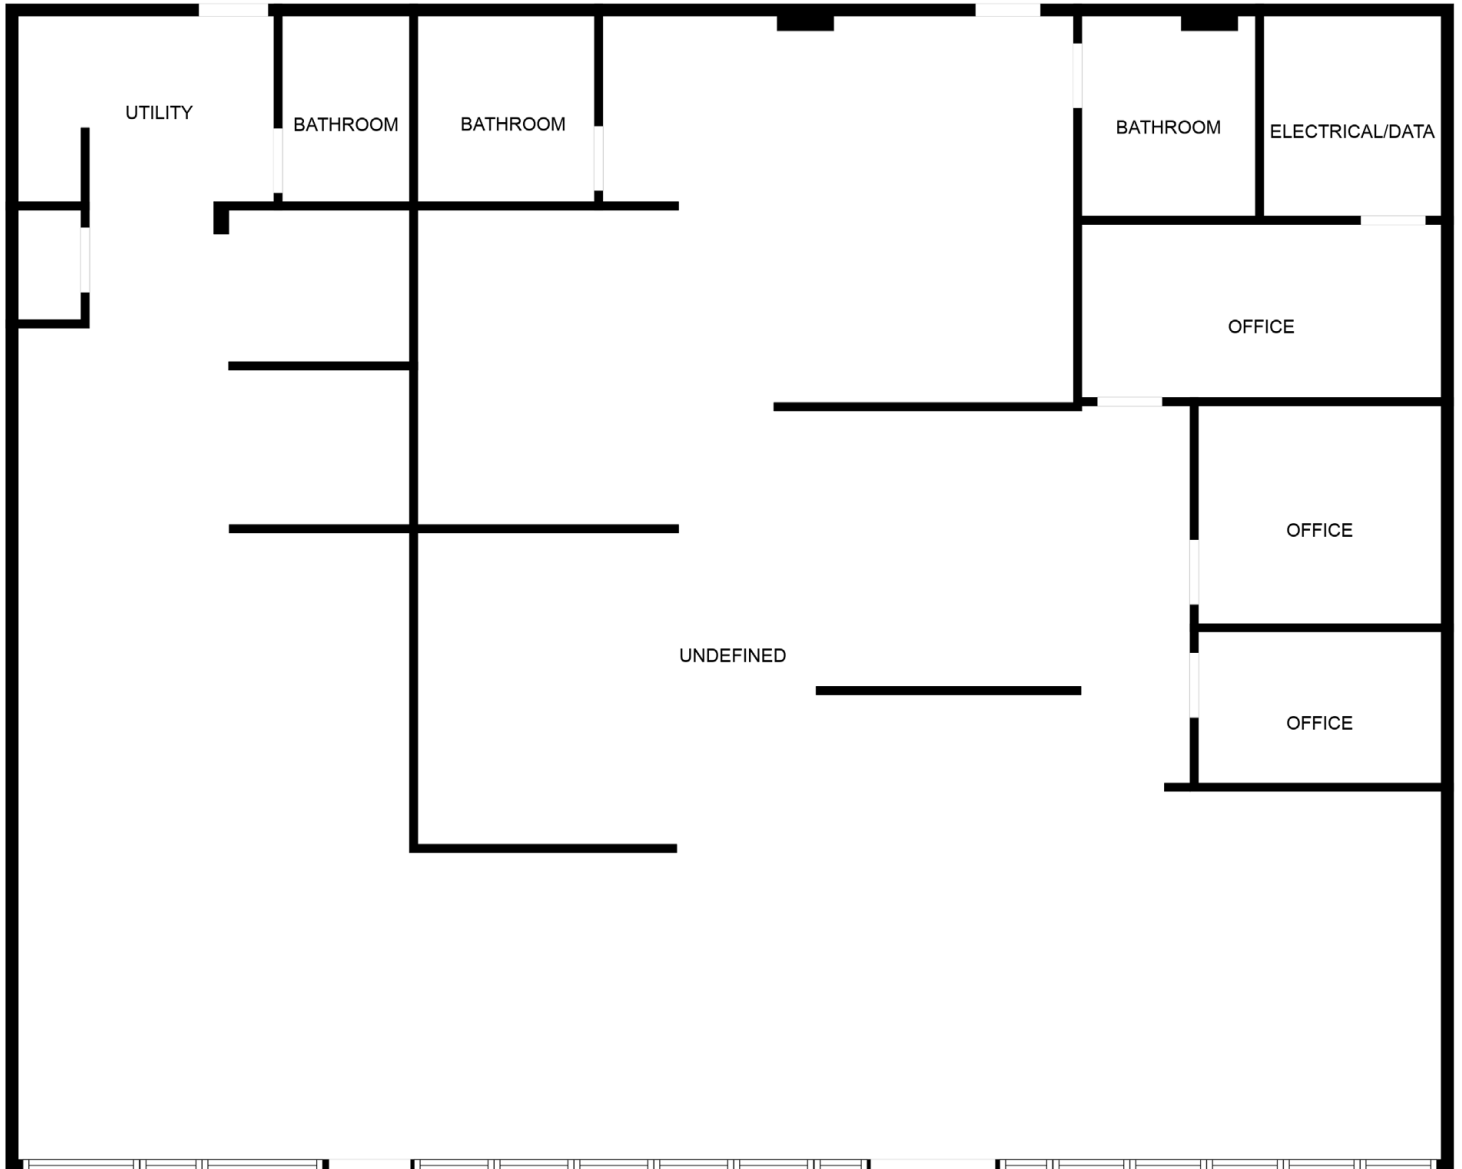 UTILITY
BATHROOM
BATHROOM
BATHROOM
ELECTRICAL/DATA
OFFICE
OFFICE
UNDEFINED
OFFICE